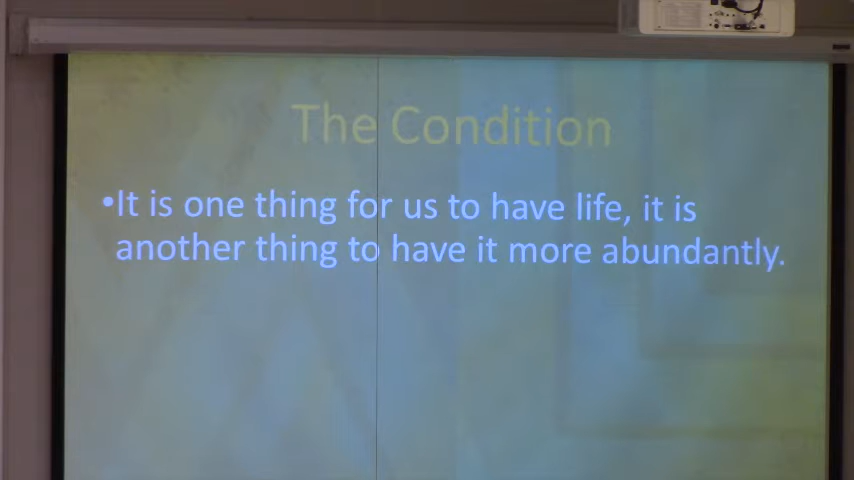 The Condition
•It is one thing for us to have life, it is
another thing to have it more abundantly.